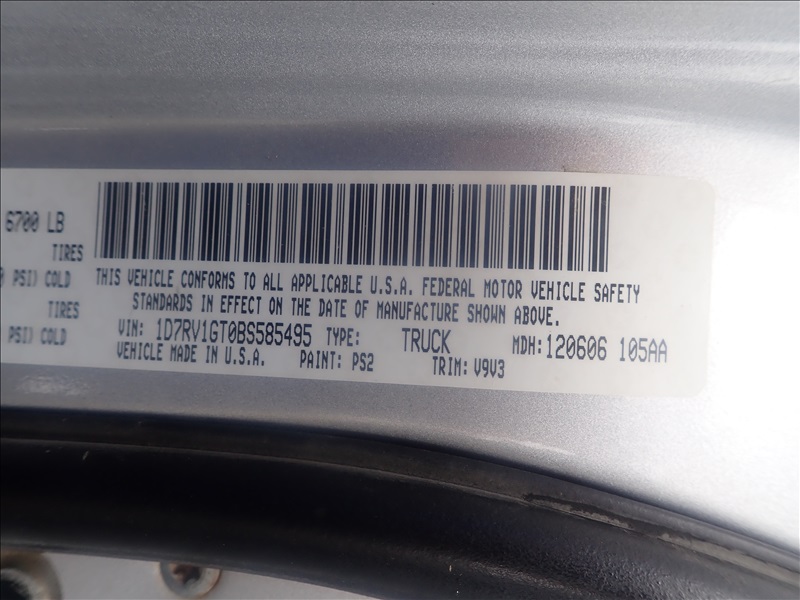 6700 LB
TIRES
PSI) COLD
TIRES
PSI) COLD
THIS VEHICLE CONFORMS TO ALL APPLICABLE U.S.A. FEDERAL MOTOR VEHICLE SAFETY
STANDARDS IN EFFECT ON THE DATE OF MANUFACTURE SHOWN ABOVE.
VIN: 1D7RV1GT0BS585495 TYPE: TRUCK MDH: 120606 105AA
VEHICLE MADE IN U.S.A. PAINT: PS2 TRIM: V9V3